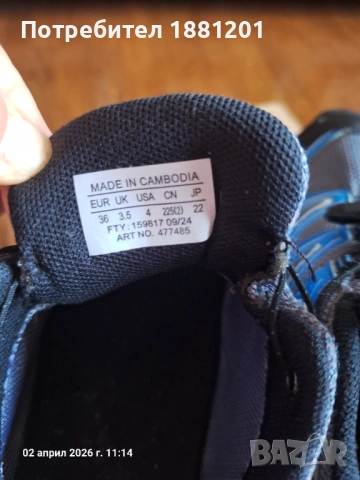 Потребител 1881201
MADE IN CAMBODIA
EUR UK USA CN JP
36 3.5 4 225(2) 22
FTY: 159817 09/24
ART NO. 477485
02 април 2026 г. 11:14
BAZAR